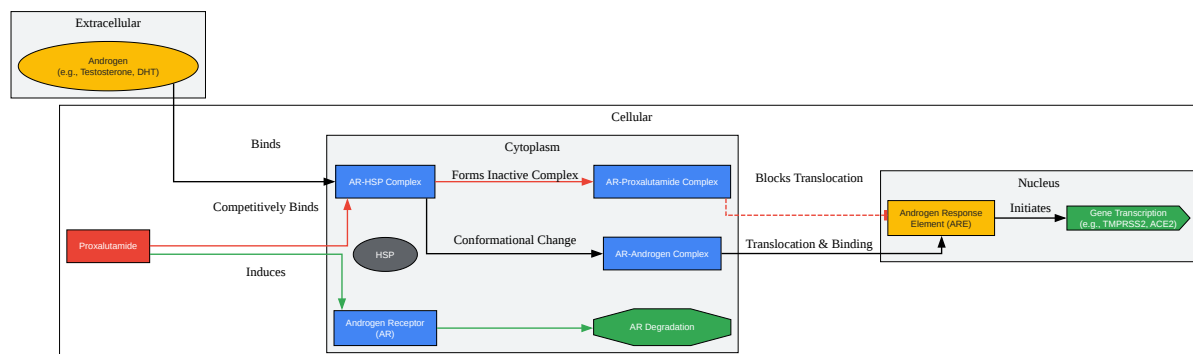 Extracellular
Androgen
(e.g., Testosterone, DHT)
Cellular
Binds
Cytoplasm
AR-HSP Complex
Forms Inactive Complex
AR-Proxalutamide Complex
Blocks Translocation
Nucleus
Competitively Binds
Androgen Response
Element (ARE)
Initiates
Gene Transcription
(e.g., TMPRSS2, ACE2)
Proxalutamide
HSP
Conformational Change
AR-Androgen Complex
Translocation & Binding
Induces
Androgen Receptor
(AR)
AR Degradation